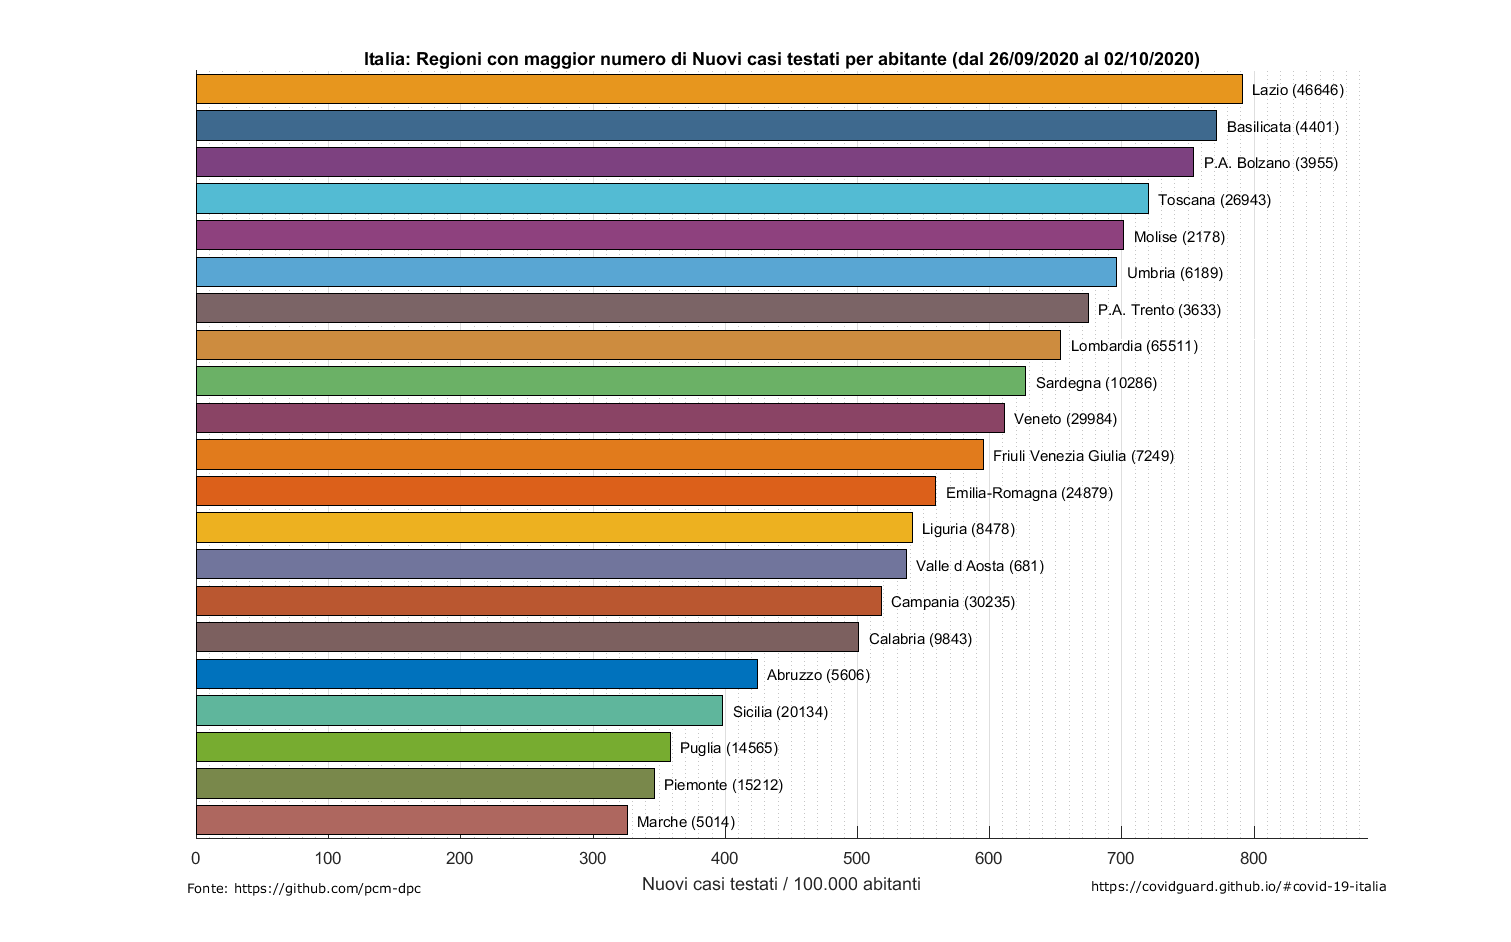 Italia: Regioni con maggior numero di Nuovi casi testati per abitante (dal 26/09/2020 al 02/10/2020)
Lazio (46646)
Basilicata (4401)
P.A. Bolzano (3955)
Toscana (26943)
Molise (2178)
Umbria (6189)
P.A. Trento (3633)
Lombardia (65511)
Sardegna (10286)
Veneto (29984)
Friuli Venezia Giulia (7249)
Emilia-Romagna (24879)
Liguria (8478)
Valle d Aosta (681)
Campania (30235)
Calabria (9843)
Abruzzo (5606)
Sicilia (20134)
Puglia (14565)
Piemonte (15212)
Marche (5014)
0 100 200 300 400 500 600 700 800
Nuovi casi testati / 100.000 abitanti
Fonte: https://github.com/pcm-dpc
https://covidguard.github.io/#covid-19-italia